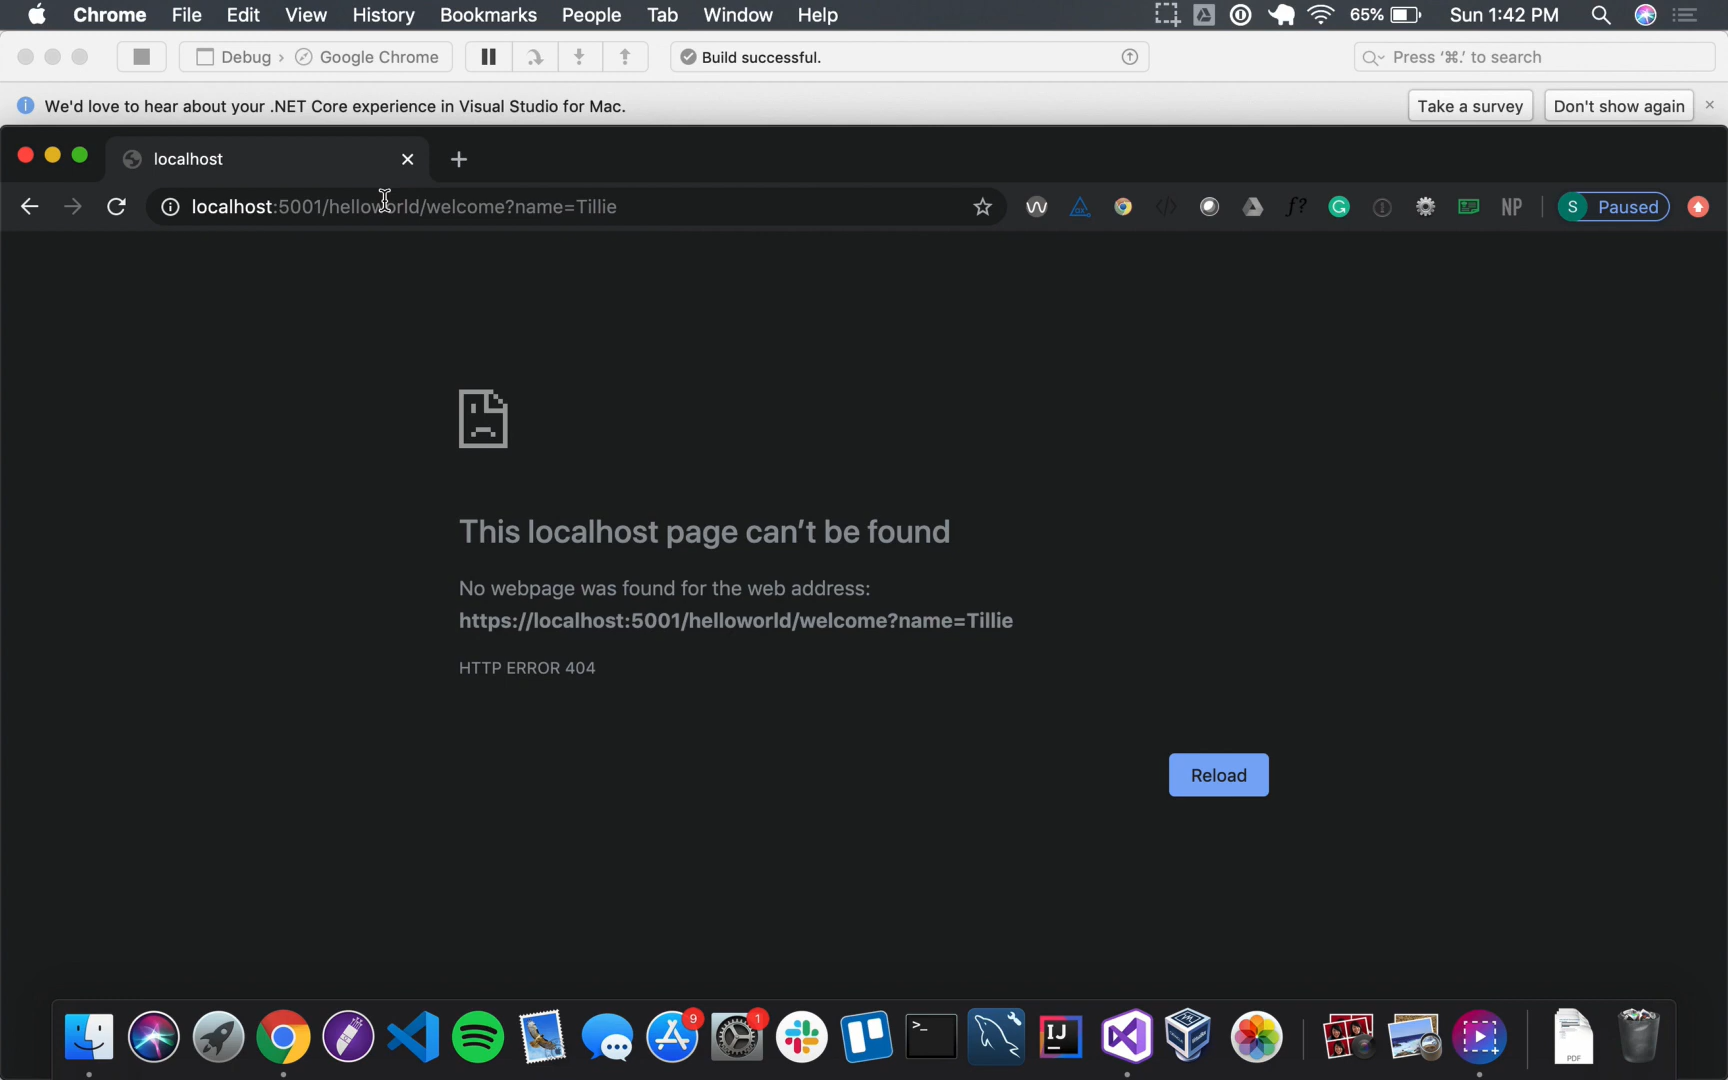 Chrome File Edit View History Bookmarks People Tab Window Help 65% Sun 1:42 PM
Debug › Google Chrome Build successful. Press ‘⌘.’ to search
We'd love to hear about your .NET Core experience in Visual Studio for Mac. Take a survey Don't show again ×
localhost
localhost:5001/helloworld/welcome?name=Tillie f? NP S Paused
This localhost page can’t be found
No webpage was found for the web address:
https://localhost:5001/helloworld/welcome?name=Tillie
HTTP ERROR 404
Reload
9 1 >_ IJ PDF